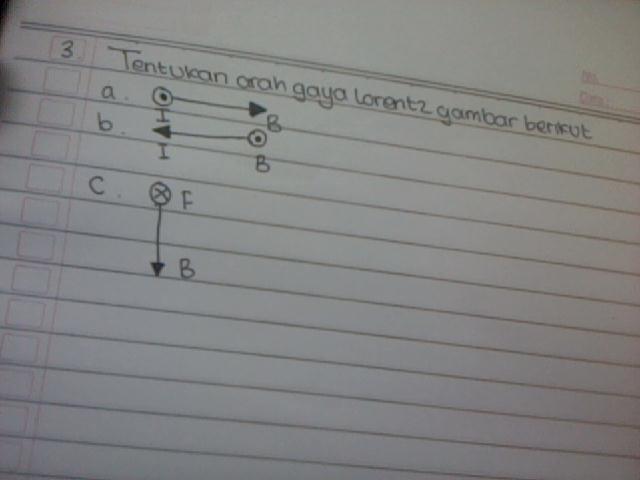 3. Tentukan arah gaya lorentz gambar berikut
a. I B
b. I B
C. F
B